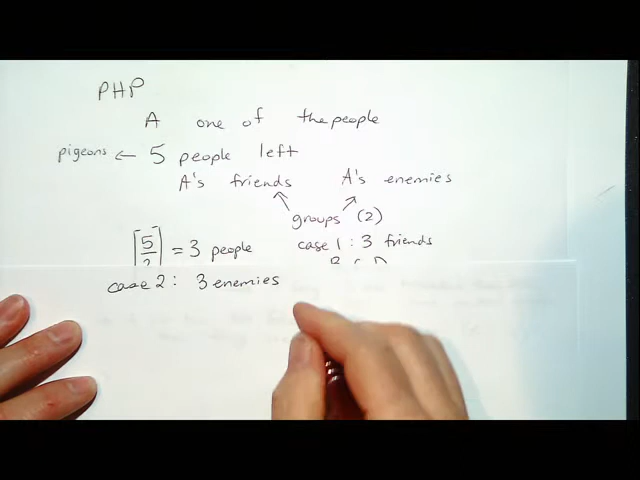 PHP
A one of the people
pigeons ← 5 people left
A's friends A's enemies
groups (2)
⌈5/2⌉ = 3 people case 1: 3 friends
case 2: 3 enemies